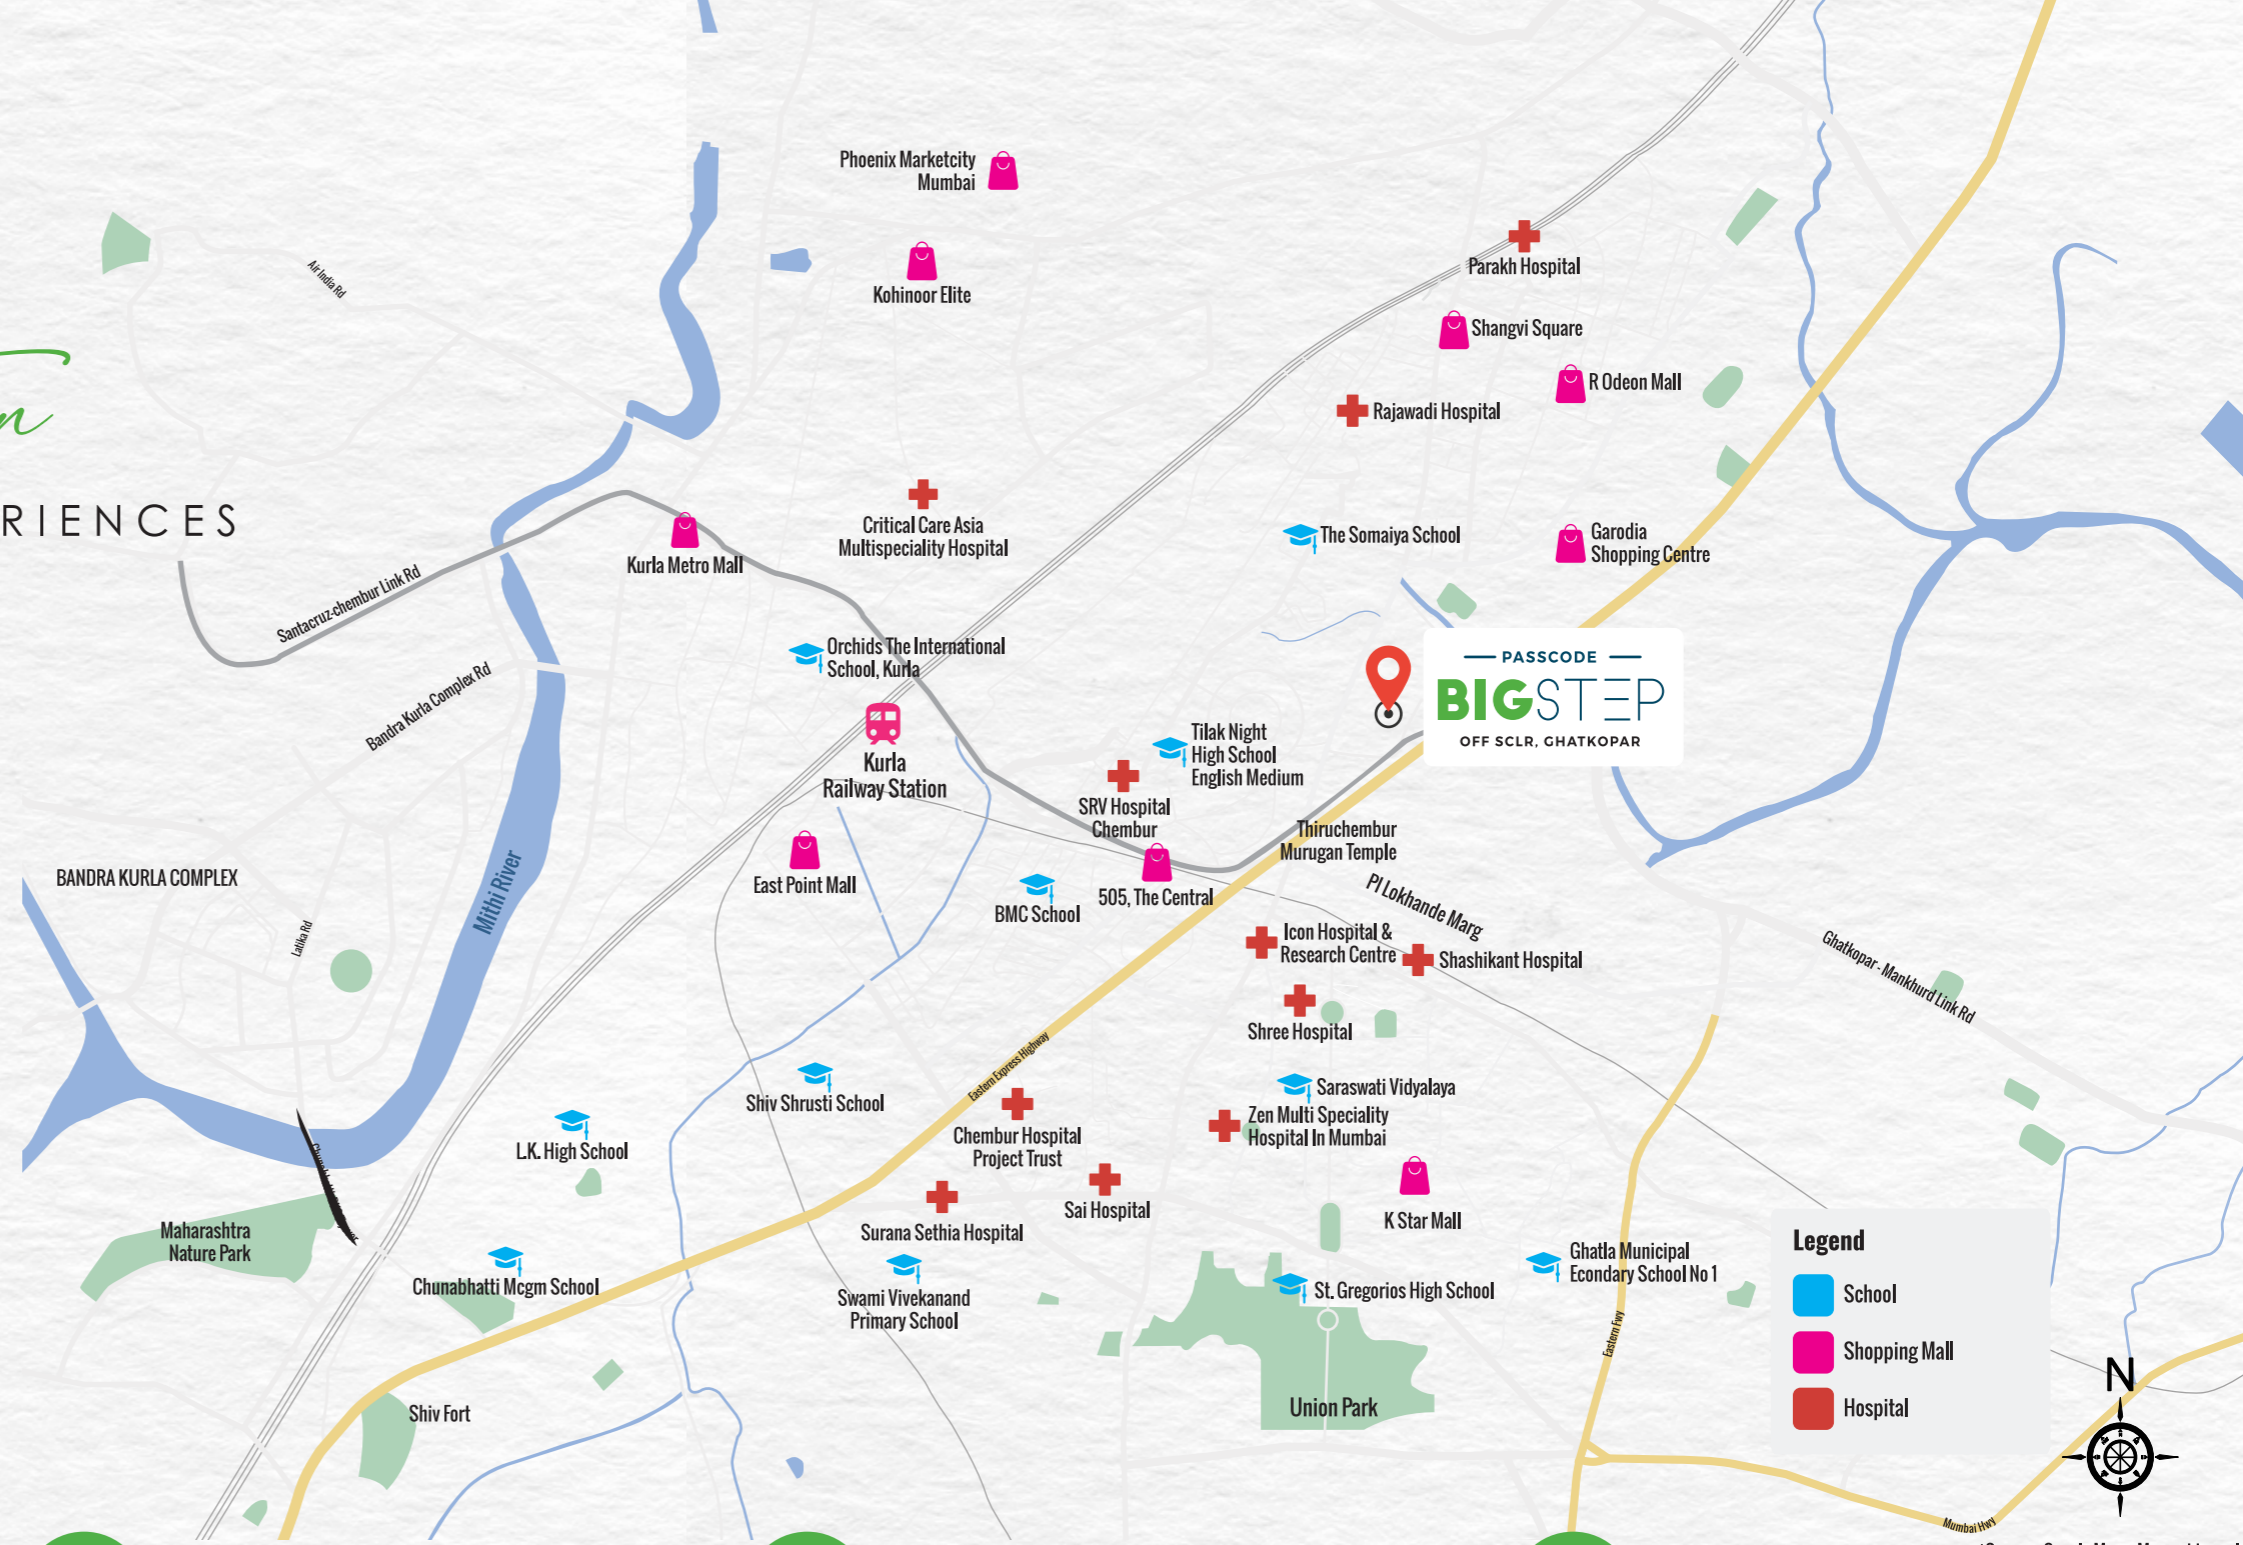 Phoenix Marketcity
Mumbai
Kohinoor Elite
Parakh Hospital
Shangvi Square
R Odeon Mall
Rajawadi Hospital
Air India Rd
RIENCES
Critical Care Asia
Multispeciality Hospital
Kurla Metro Mall
The Somaiya School
Garodia
Shopping Centre
Santacruz-chembur Link Rd
Orchids The International
School, Kurla
Bandra Kurla Complex Rd
PASSCODE
BIGSTEP
OFF SCLR, GHATKOPAR
Kurla
Railway Station
Tilak Night
High School
English Medium
SRV Hospital
Chembur
Thiruchembur
Murugan Temple
East Point Mall
BMC School
505, The Central
BANDRA KURLA COMPLEX
Mithi River
Latika Rd
Pl Lokhande Marg
Icon Hospital &
Research Centre
Shashikant Hospital
Ghatkopar - Mankhurd Link Rd
Shree Hospital
Eastern Express Highway
Shiv Shrusti School
Saraswati Vidyalaya
Zen Multi Speciality
Hospital In Mumbai
Chembur Hospital
Project Trust
L.K. High School
Sai Hospital
K Star Mall
Surana Sethia Hospital
Maharashtra
Nature Park
Chunabhatti Mcgm School
Swami Vivekanand
Primary School
St. Gregorios High School
Ghatla Municipal
Econdary School No 1
Eastern Fwy
Shiv Fort
Union Park
Legend
School
Shopping Mall
Hospital
N
Mumbai Hwy